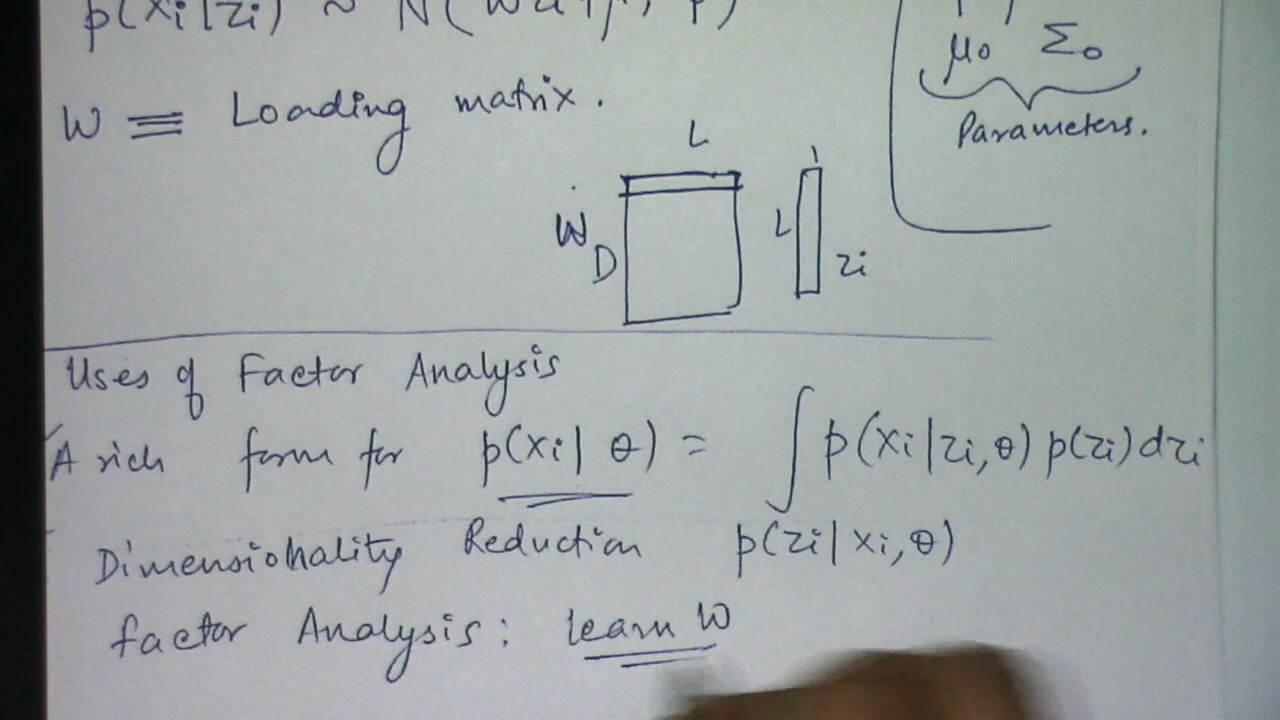 p(xi|zi) ~ N(Wzi+μ, Ψ)
μ0 Σ0
Parameters.
W ≡ Loading matrix.
L
1
W
D
L
zi
Uses of Factor Analysis
A rich form for p(xi| θ) = ∫ p(xi|zi,θ) p(zi) dzi
Dimensionality Reduction p(zi|xi,θ)
factor Analysis: learn W